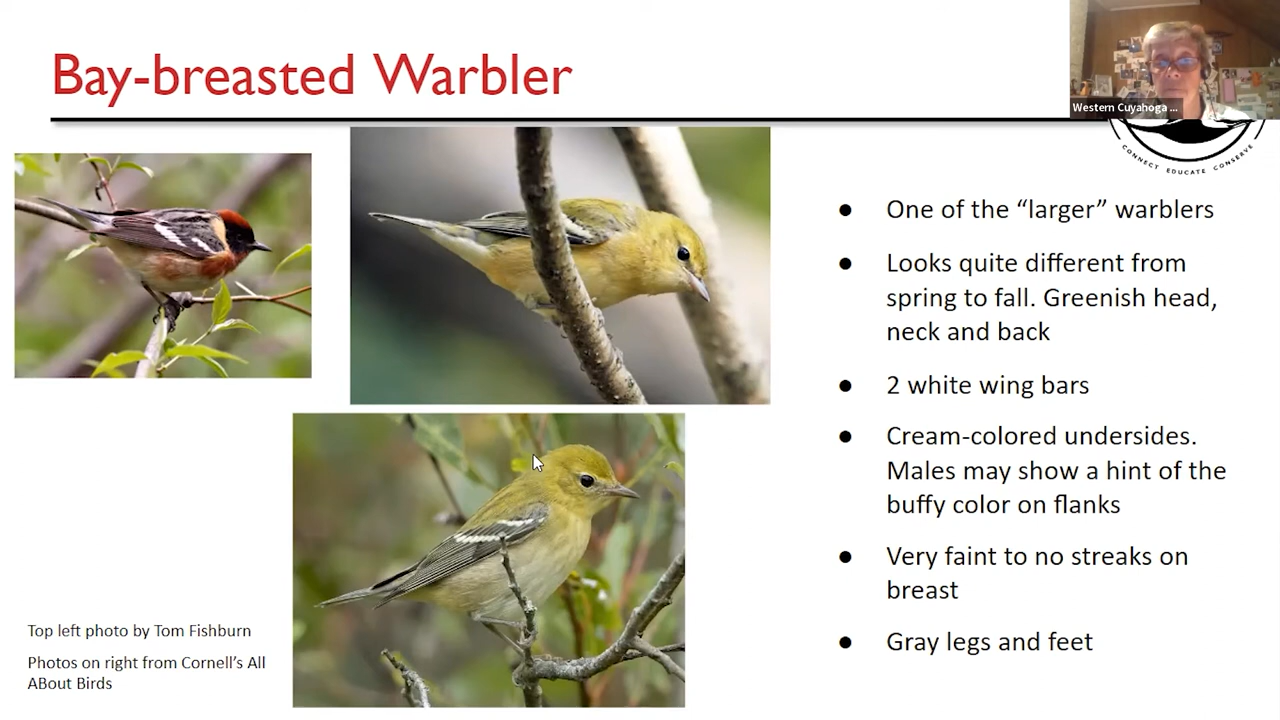 Bay-breasted Warbler
Western Cuyahoga ...
CONNECT EDUCATE CONSERVE
● One of the “larger” warblers
● Looks quite different from
spring to fall. Greenish head,
neck and back
● 2 white wing bars
● Cream-colored undersides.
Males may show a hint of the
buffy color on flanks
● Very faint to no streaks on
breast
● Gray legs and feet
Top left photo by Tom Fishburn
Photos on right from Cornell’s All
ABout Birds